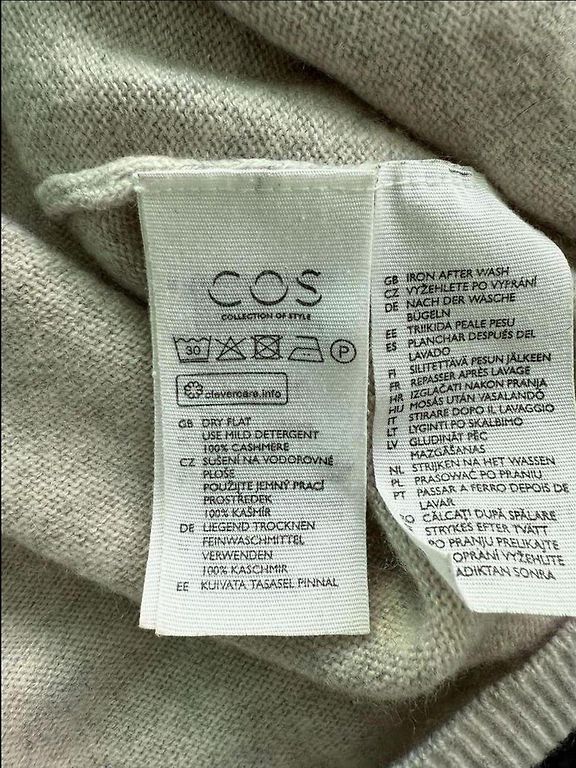 COS
COLLECTION OF STYLE
30
P
clevercare.info
GB DRY FLAT
USE MILD DETERGENT
100% CASHMERE
CZ SUŠENÍ NA VODOROVNÉ
PLOŠE
POUŽIJTE JEMNÝ PRACÍ
PROSTŘEDEK
100% KAŠMÍR
DE LIEGEND TROCKNEN
FEINWASCHMITTEL
VERWENDEN
100% KASCHMIR
EE KUIVATA TASASEL PINNAL
GB IRON AFTER WASH
CZ VYŽEHLETE PO VYPRÁNÍ
DE NACH DER WÄSCHE
BÜGELN
EE TRIIKIDA PEALE PESU
ES PLANCHAR DESPUÉS DEL
LAVADO
FI SILITETTÄVÄ PESUN JÄLKEEN
FR REPASSER APRÈS LAVAGE
HR IZGLAČATI NAKON PRANJA
HU MOSÁS UTÁN VASALANDÓ
IT STIRARE DOPO IL LAVAGGIO
LT LYGINTI PO SKALBIMO
LV GLUDINĀT PĒC
MAZGĀŠANAS
NL STRIJKEN NA HET WASSEN
PL PRASOWAĆ PO PRANIU
PT PASSAR A FERRO DEPOIS DE
LAVAR
CĂLCAȚI DUPĂ SPĂLARE
STRYKES EFTER TVÄTT
PO PRANJU PRELIKAJTE
OPRANÍ VYŽEHLITE
ADIKTAN SONRA